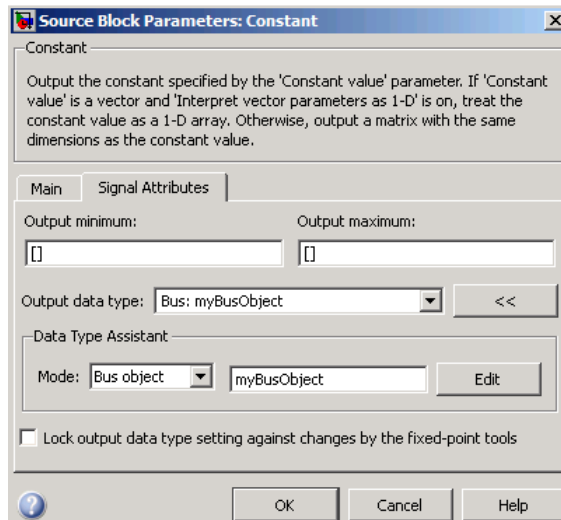 Source Block Parameters: Constant
Constant
Output the constant specified by the 'Constant value' parameter. If 'Constant
value' is a vector and 'Interpret vector parameters as 1-D' is on, treat the
constant value as a 1-D array. Otherwise, output a matrix with the same
dimensions as the constant value.
Main Signal Attributes
Output minimum: Output maximum:
[] []
Output data type: Bus: myBusObject <<
Data Type Assistant
Mode: Bus object myBusObject Edit
Lock output data type setting against changes by the fixed-point tools
? OK Cancel Help